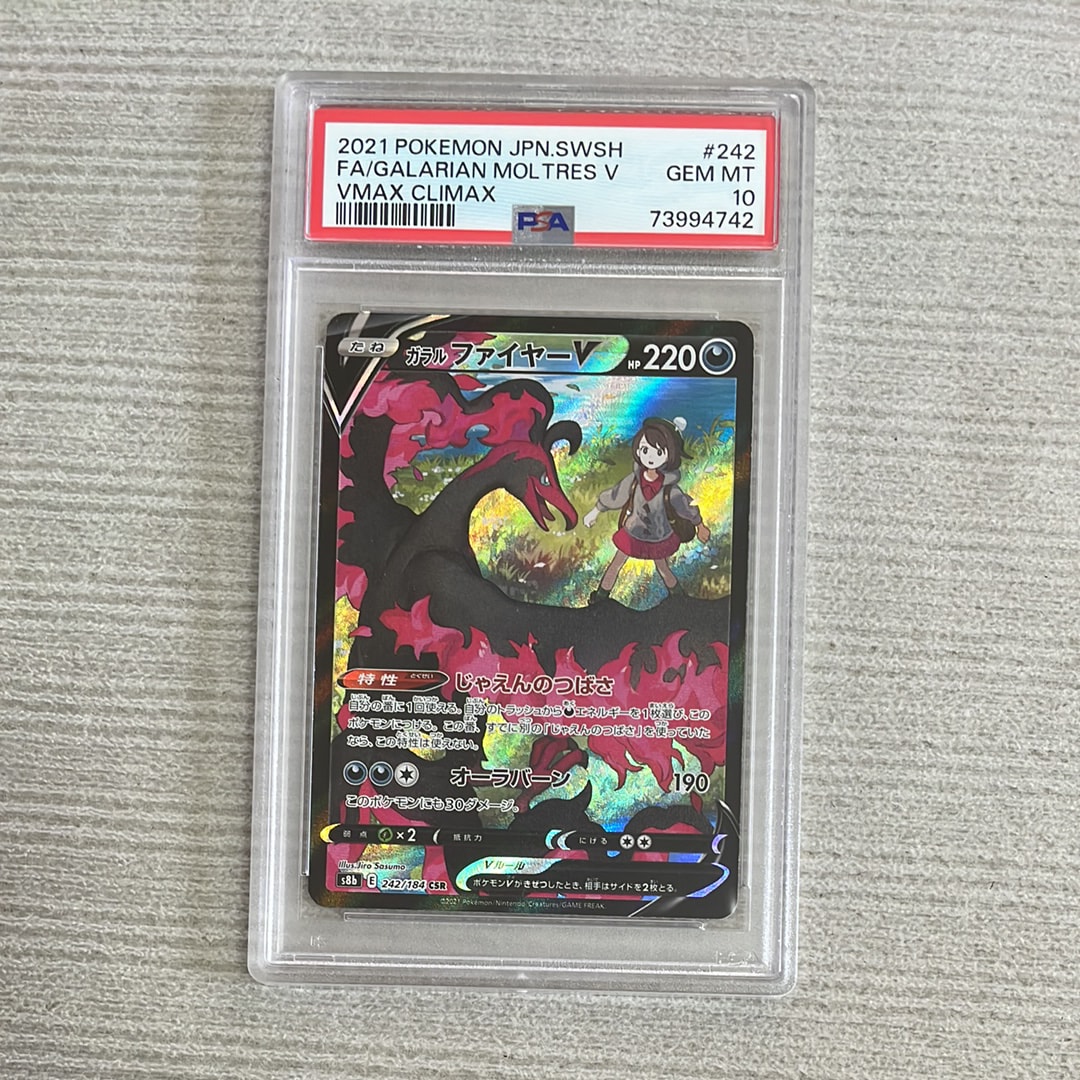 2021 POKEMON JPN.SWSH #242
FA/GALARIAN MOLTRES V GEM MT
VMAX CLIMAX 10
PSA 73994742
たね ガラル ファイヤーV HP 220
特性 とくせい じゃえんのつばさ
自分の番に1回使える。自分のトラッシュからエネルギーを1枚選び、この
ポケモンにつける。この番、すでに別の「じゃえんのつばさ」を使っていた
なら、この特性は使えない。
オーラバーン 190
このポケモンにも30ダメージ。
弱点 ×2 抵抗力 にげる
Illus. Jiro Sasumo Vルール
s8b E 242/184 CSR ポケモンVがきぜつしたとき、相手はサイドを2枚とる。
©2021 Pokémon/Nintendo/Creatures/GAME FREAK.